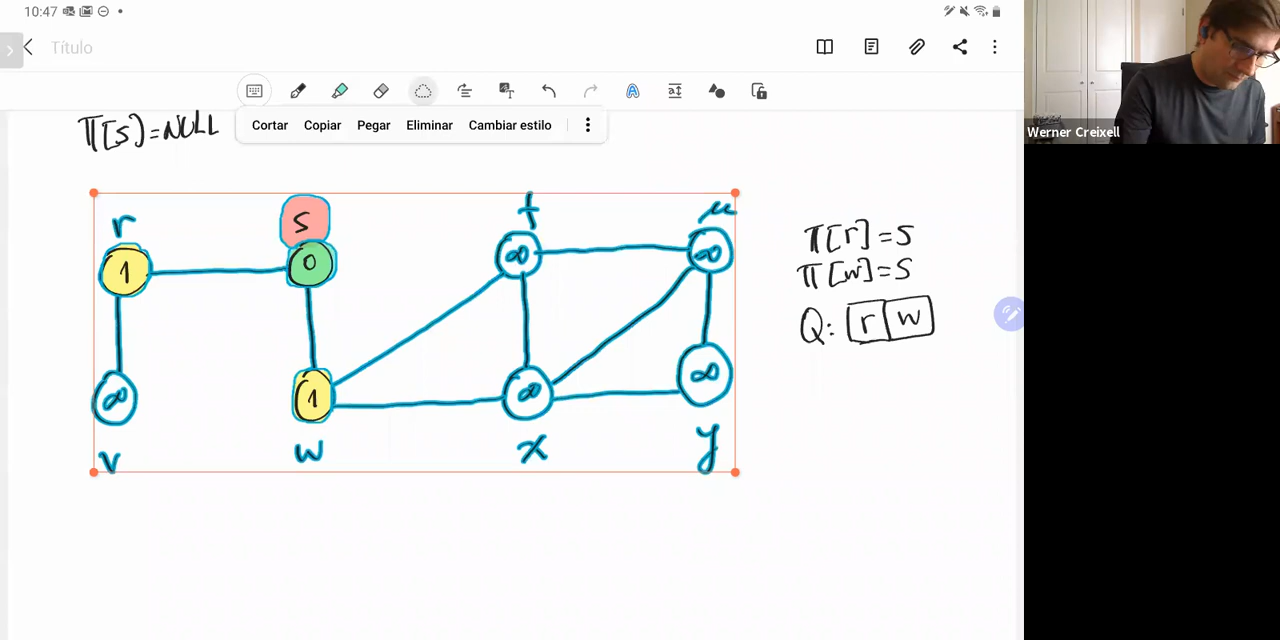 10:47
Título
Cortar Copiar Pegar Eliminar Cambiar estilo
π[s]=NULL
r s t u
1 0 ∞ ∞
∞ 1 ∞ ∞
v w x y
π[r]=s
π[w]=s
Q: r w
Werner Creixell